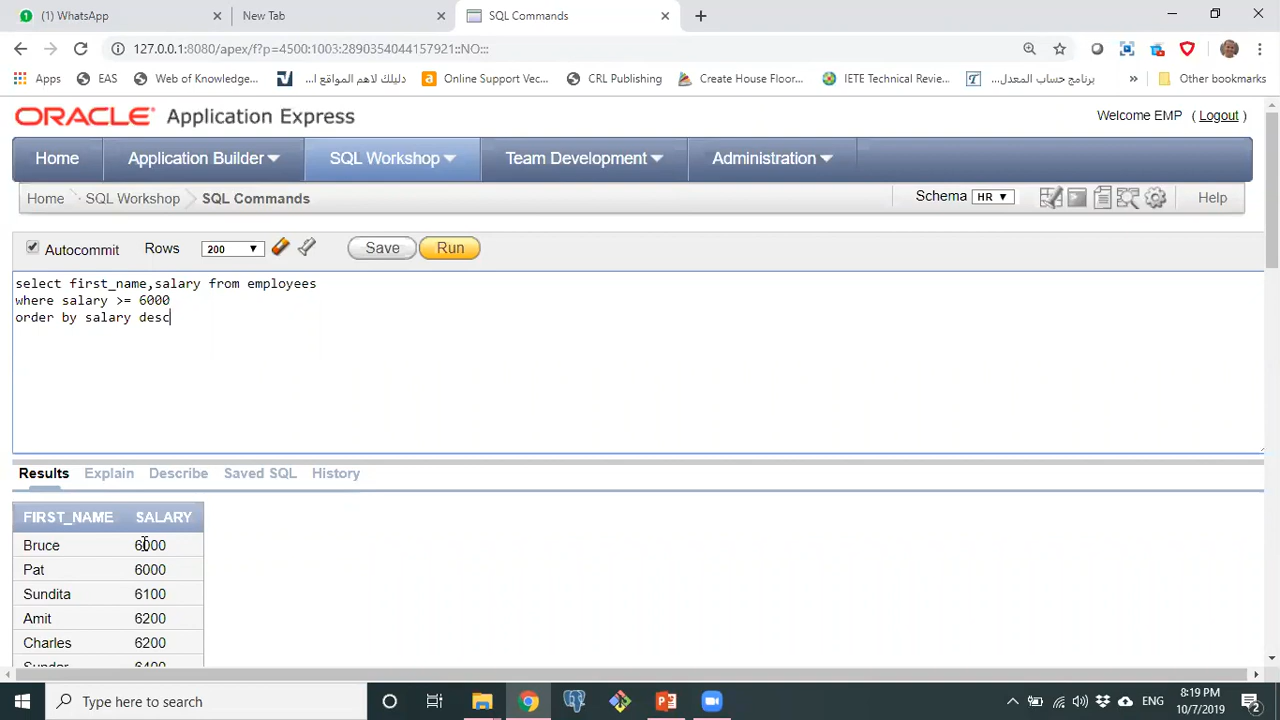 (1) WhatsApp
New Tab
SQL Commands
127.0.0.1:8080/apex/f?p=4500:1003:2890354044157921::NO:::
Apps EAS Web of Knowledge... دليلك لاهم المواقع ا... Online Support Vec... CRL Publishing Create House Floor... IETE Technical Revie... برنامج حساب المعدل... » Other bookmarks
ORACLE Application Express
Welcome EMP ( Logout )
Home Application Builder SQL Workshop Team Development Administration
Home SQL Workshop SQL Commands
Schema HR Help
Autocommit Rows 200 Save Run
select first_name,salary from employees
where salary >= 6000
order by salary desc
Results Explain Describe Saved SQL History
FIRST_NAME SALARY
Bruce 6000
Pat 6000
Sundita 6100
Amit 6200
Charles 6200
Sundar 6400
Type here to search
ENG
8:19 PM
10/7/2019
2